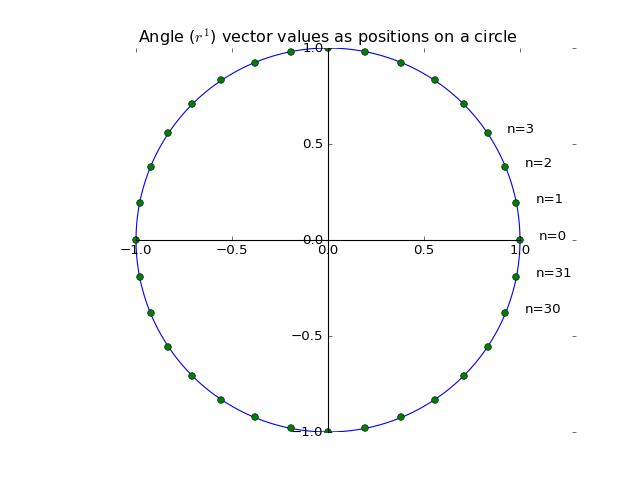 Angle (r¹) vector values as positions on a circle
1.0
n=3
0.5
n=2
n=1
0.0
n=0
−1.0
−0.5
0.0
0.5
1.0
n=31
n=30
−0.5
−1.0